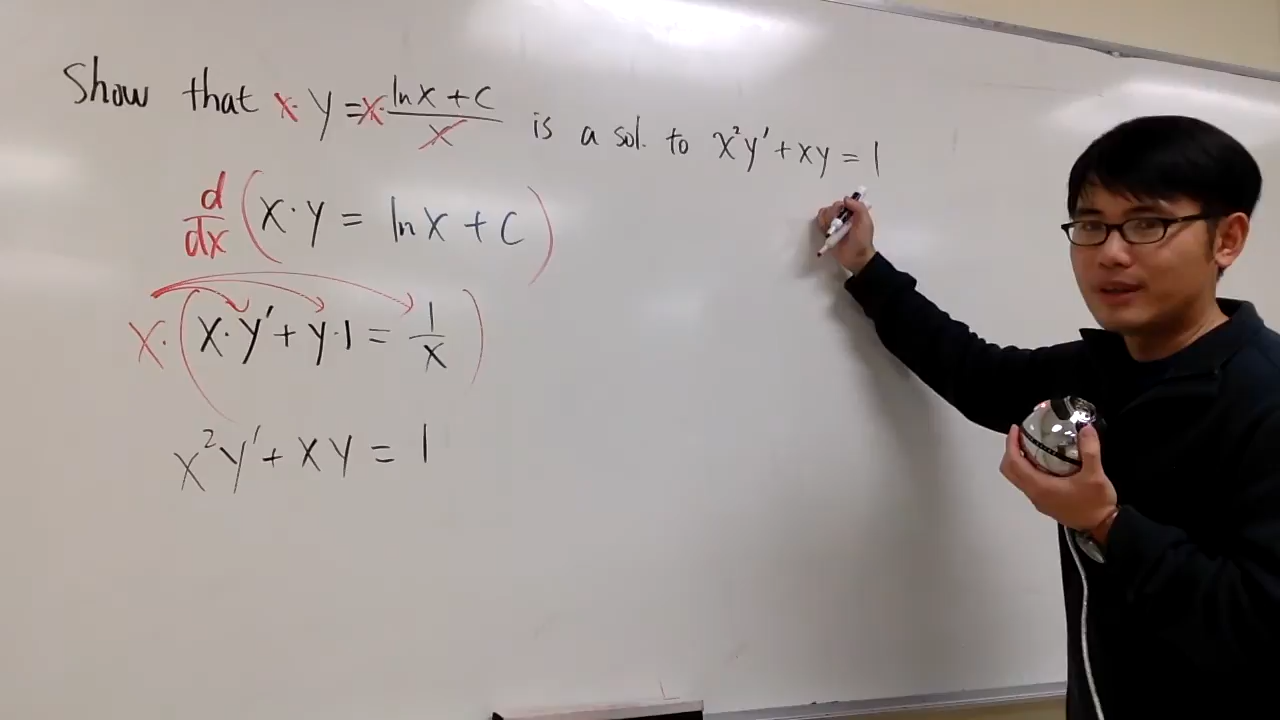 Show that x · y = x · (ln x + C)/x is a sol. to x²y' + xy = 1
d/dx (x · y = ln x + C)
x · (x · y' + y · 1 = 1/x)
x²y' + xy = 1